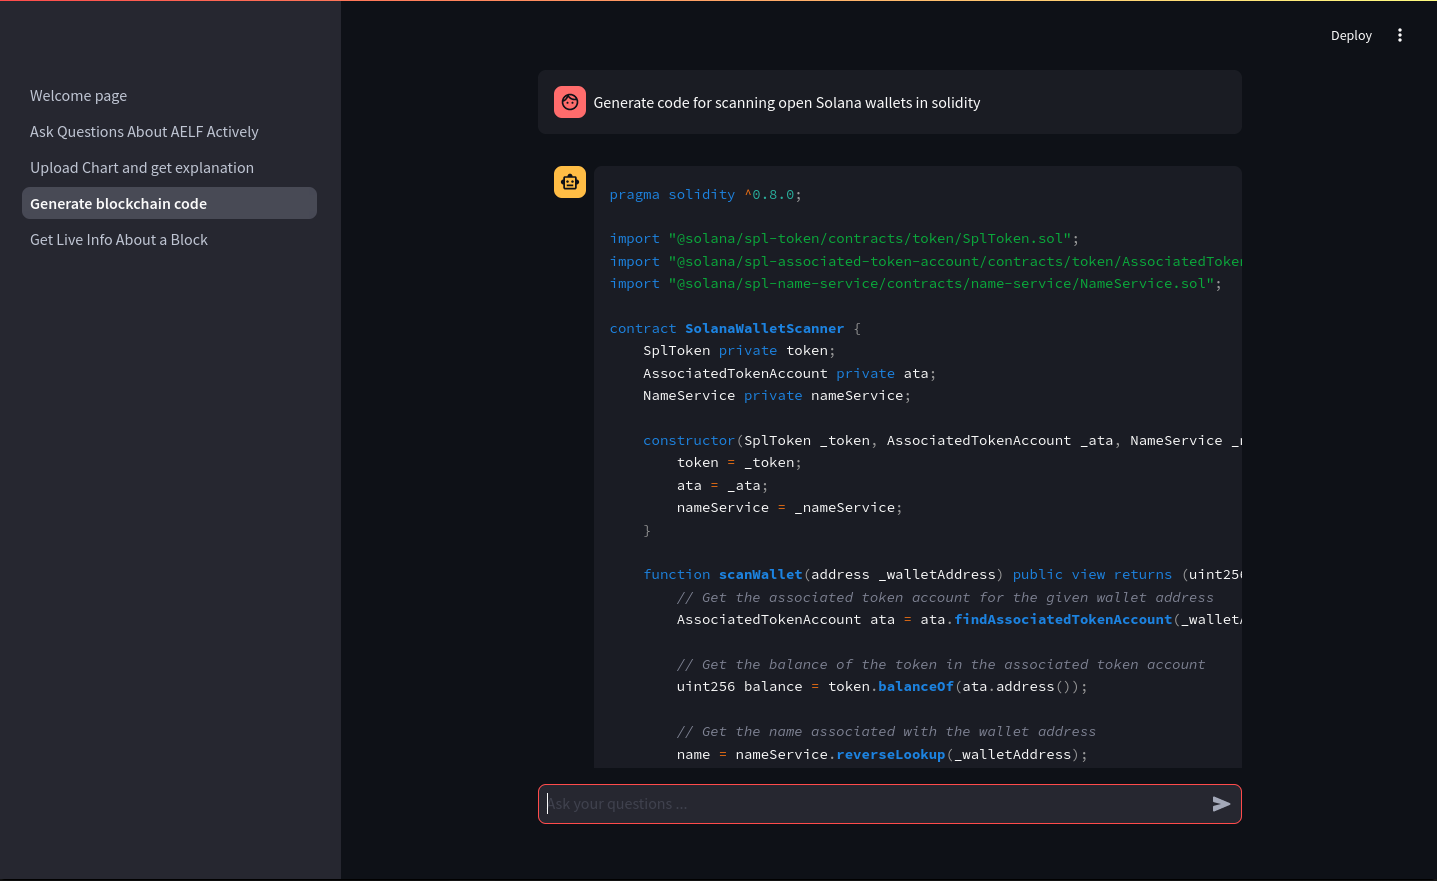 Deploy
Welcome page
Ask Questions About AELF Actively
Upload Chart and get explanation
Generate blockchain code
Get Live Info About a Block
Generate code for scanning open Solana wallets in solidity
pragma solidity ^0.8.0;
import "@solana/spl-token/contracts/token/SplToken.sol";
import "@solana/spl-associated-token-account/contracts/token/AssociatedToken
import "@solana/spl-name-service/contracts/name-service/NameService.sol";
contract SolanaWalletScanner {
SplToken private token;
AssociatedTokenAccount private ata;
NameService private nameService;
constructor(SplToken _token, AssociatedTokenAccount _ata, NameService _n
token = _token;
ata = _ata;
nameService = _nameService;
}
function scanWallet(address _walletAddress) public view returns (uint256
// Get the associated token account for the given wallet address
AssociatedTokenAccount ata = ata.findAssociatedTokenAccount(_walletA
// Get the balance of the token in the associated token account
uint256 balance = token.balanceOf(ata.address());
// Get the name associated with the wallet address
name = nameService.reverseLookup(_walletAddress);
Ask your questions ...